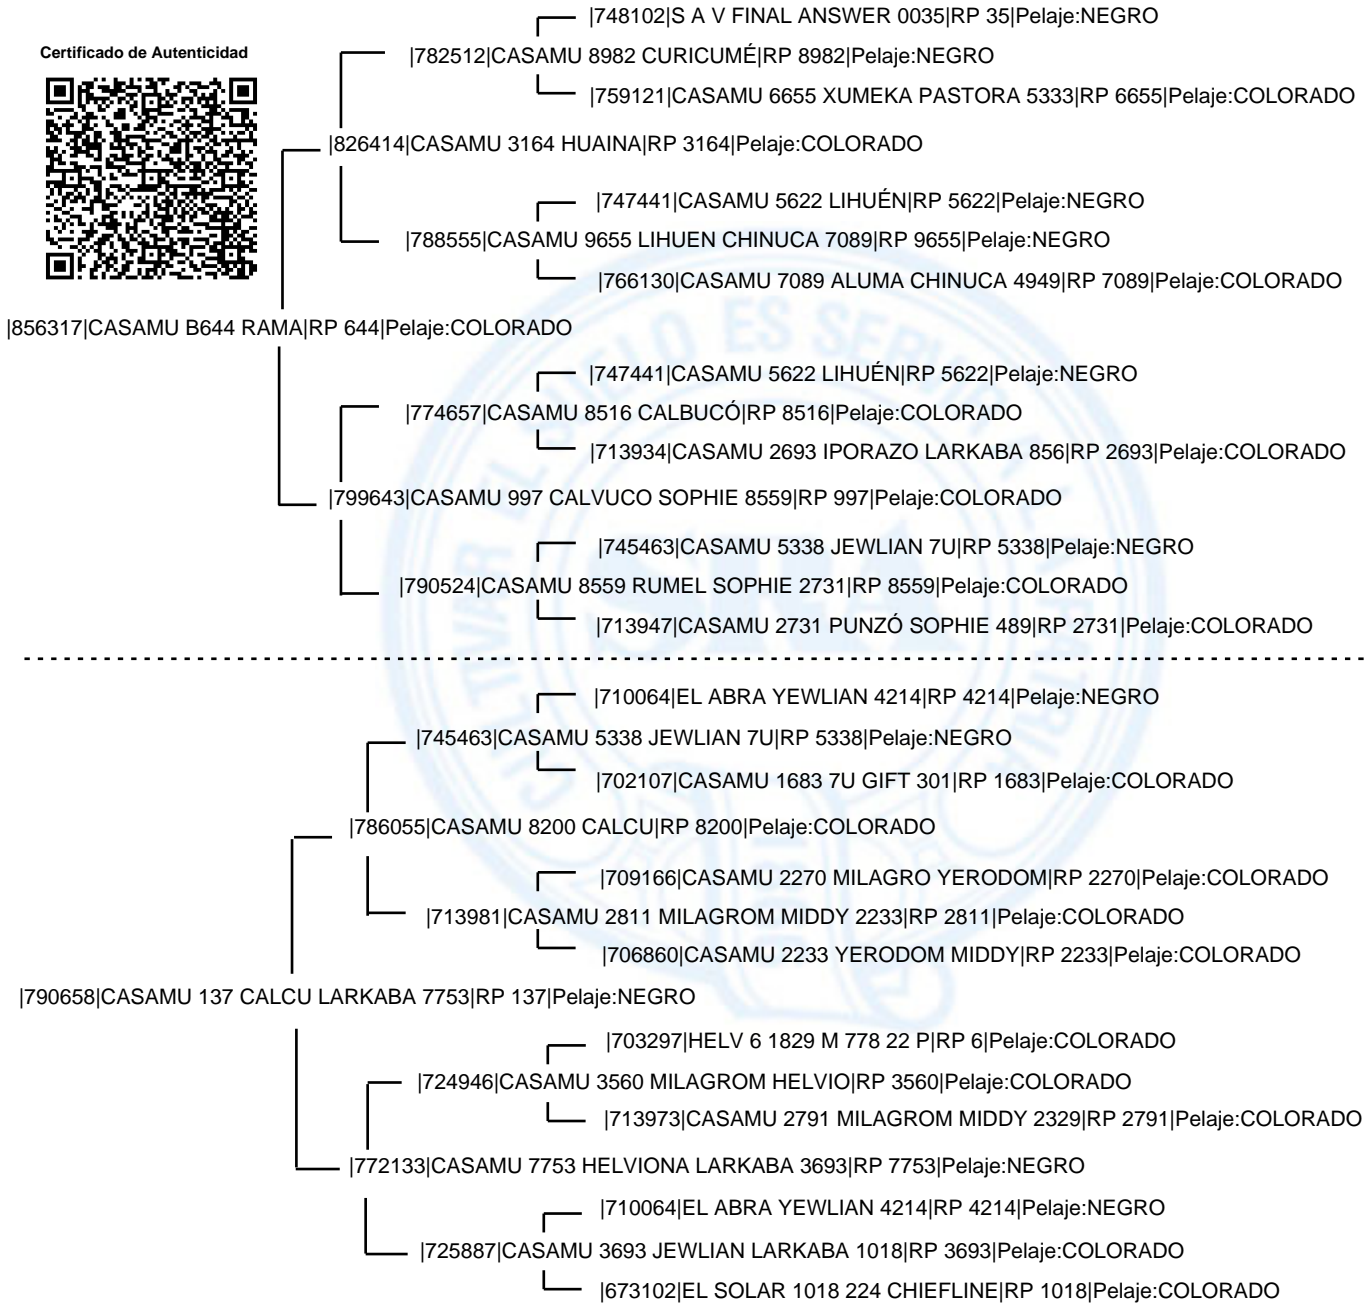 |748102|S A V FINAL ANSWER 0035|RP 35|Pelaje:NEGRO
Certificado de Autenticidad
|782512|CASAMU 8982 CURICUMÉ|RP 8982|Pelaje:NEGRO
|759121|CASAMU 6655 XUMEKA PASTORA 5333|RP 6655|Pelaje:COLORADO
|826414|CASAMU 3164 HUAINA|RP 3164|Pelaje:COLORADO
|747441|CASAMU 5622 LIHUÉN|RP 5622|Pelaje:NEGRO
|788555|CASAMU 9655 LIHUEN CHINUCA 7089|RP 9655|Pelaje:NEGRO
|766130|CASAMU 7089 ALUMA CHINUCA 4949|RP 7089|Pelaje:COLORADO
|856317|CASAMU B644 RAMA|RP 644|Pelaje:COLORADO
|747441|CASAMU 5622 LIHUÉN|RP 5622|Pelaje:NEGRO
|774657|CASAMU 8516 CALBUCÓ|RP 8516|Pelaje:COLORADO
|713934|CASAMU 2693 IPORAZO LARKABA 856|RP 2693|Pelaje:COLORADO
|799643|CASAMU 997 CALVUCO SOPHIE 8559|RP 997|Pelaje:COLORADO
|745463|CASAMU 5338 JEWLIAN 7U|RP 5338|Pelaje:NEGRO
|790524|CASAMU 8559 RUMEL SOPHIE 2731|RP 8559|Pelaje:COLORADO
|713947|CASAMU 2731 PUNZÓ SOPHIE 489|RP 2731|Pelaje:COLORADO
|710064|EL ABRA YEWLIAN 4214|RP 4214|Pelaje:NEGRO
|745463|CASAMU 5338 JEWLIAN 7U|RP 5338|Pelaje:NEGRO
|702107|CASAMU 1683 7U GIFT 301|RP 1683|Pelaje:COLORADO
|786055|CASAMU 8200 CALCU|RP 8200|Pelaje:COLORADO
|709166|CASAMU 2270 MILAGRO YERODOM|RP 2270|Pelaje:COLORADO
|713981|CASAMU 2811 MILAGROM MIDDY 2233|RP 2811|Pelaje:COLORADO
|706860|CASAMU 2233 YERODOM MIDDY|RP 2233|Pelaje:COLORADO
|790658|CASAMU 137 CALCU LARKABA 7753|RP 137|Pelaje:NEGRO
|703297|HELV 6 1829 M 778 22 P|RP 6|Pelaje:COLORADO
|724946|CASAMU 3560 MILAGROM HELVIO|RP 3560|Pelaje:COLORADO
|713973|CASAMU 2791 MILAGROM MIDDY 2329|RP 2791|Pelaje:COLORADO
|772133|CASAMU 7753 HELVIONA LARKABA 3693|RP 7753|Pelaje:NEGRO
|710064|EL ABRA YEWLIAN 4214|RP 4214|Pelaje:NEGRO
|725887|CASAMU 3693 JEWLIAN LARKABA 1018|RP 3693|Pelaje:COLORADO
|673102|EL SOLAR 1018 224 CHIEFLINE|RP 1018|Pelaje:COLORADO
CULTIVAR EL SUELO ES SERVIR A LA PATRIA
SRA